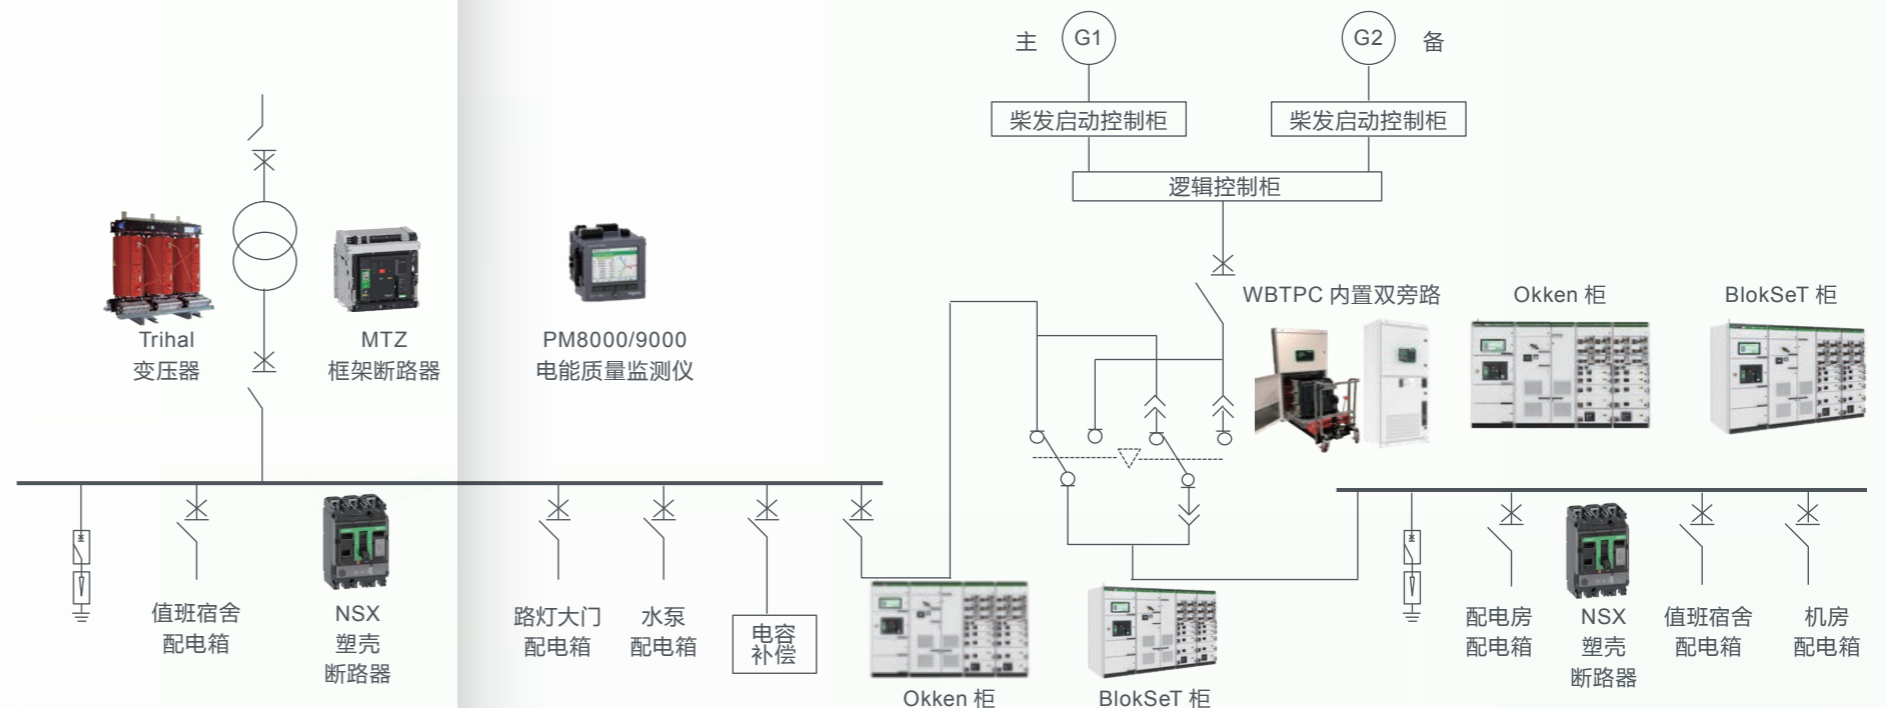 主
G1
G2
备
柴发启动控制柜
柴发启动控制柜
逻辑控制柜
WBTPC 内置双旁路
Okken 柜
BlokSeT 柜
Trihal
变压器
MTZ
框架断路器
PM8000/9000
电能质量监测仪
值班宿舍
配电箱
NSX
塑壳
断路器
路灯大门
配电箱
水泵
配电箱
电容
补偿
Okken 柜
BlokSeT 柜
配电房
配电箱
NSX
塑壳
断路器
值班宿舍
配电箱
机房
配电箱